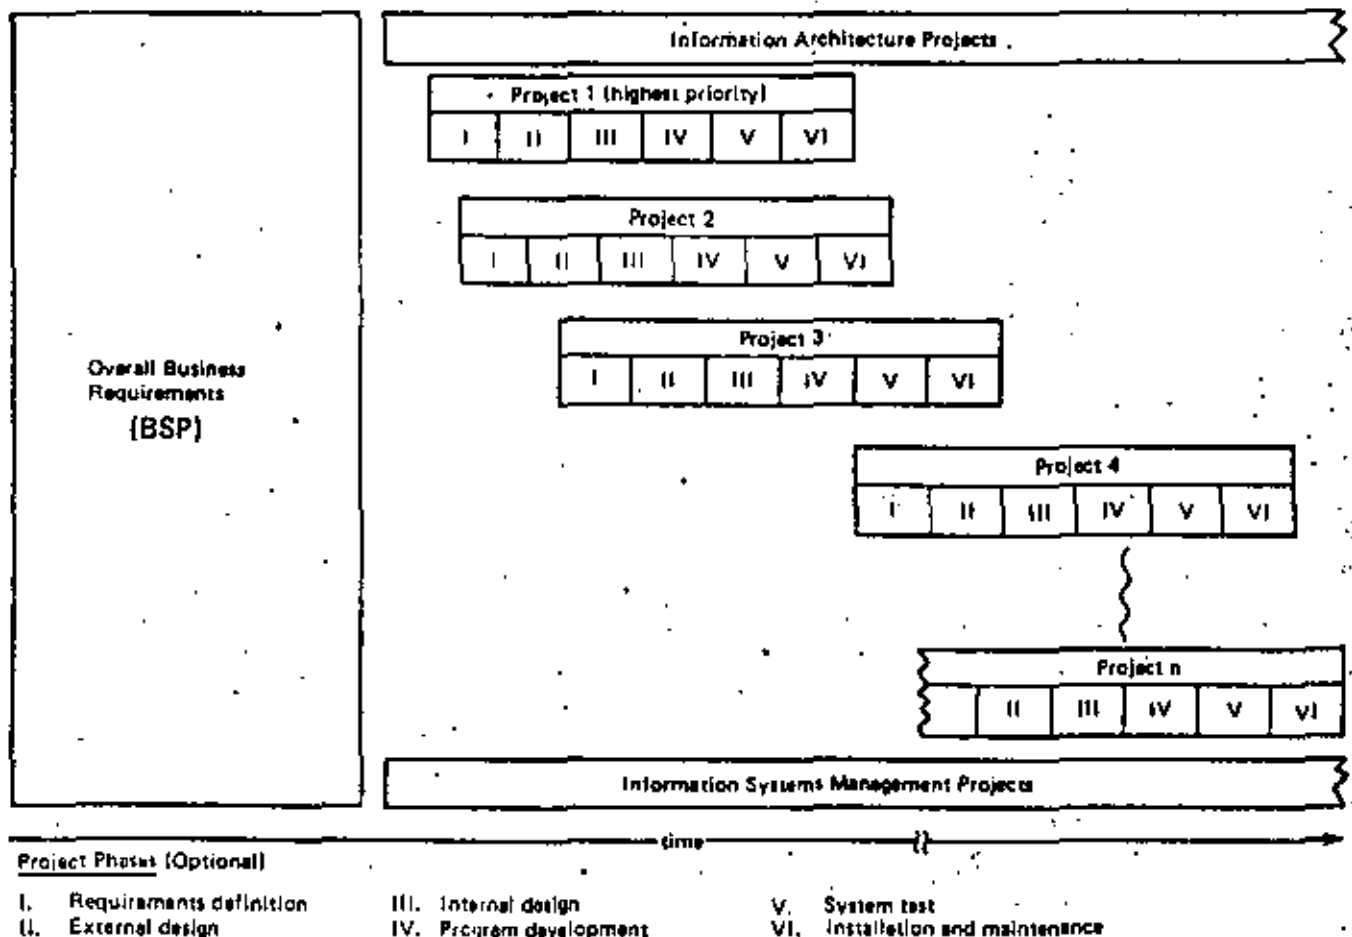 Information Architecture Projects
Project 1 (highest priority)
I II III IV V VI
Project 2
I II III IV V VI
Project 3
I II III IV V VI
Overall Business
Requirements
(BSP)
Project 4
I II III IV V VI
Project n
II III IV V VI
Information Systems Management Projects
time
Project Phases (Optional)
I. Requirements definition
II. External design
III. Internal design
IV. Program development
V. System test
VI. Installation and maintenance